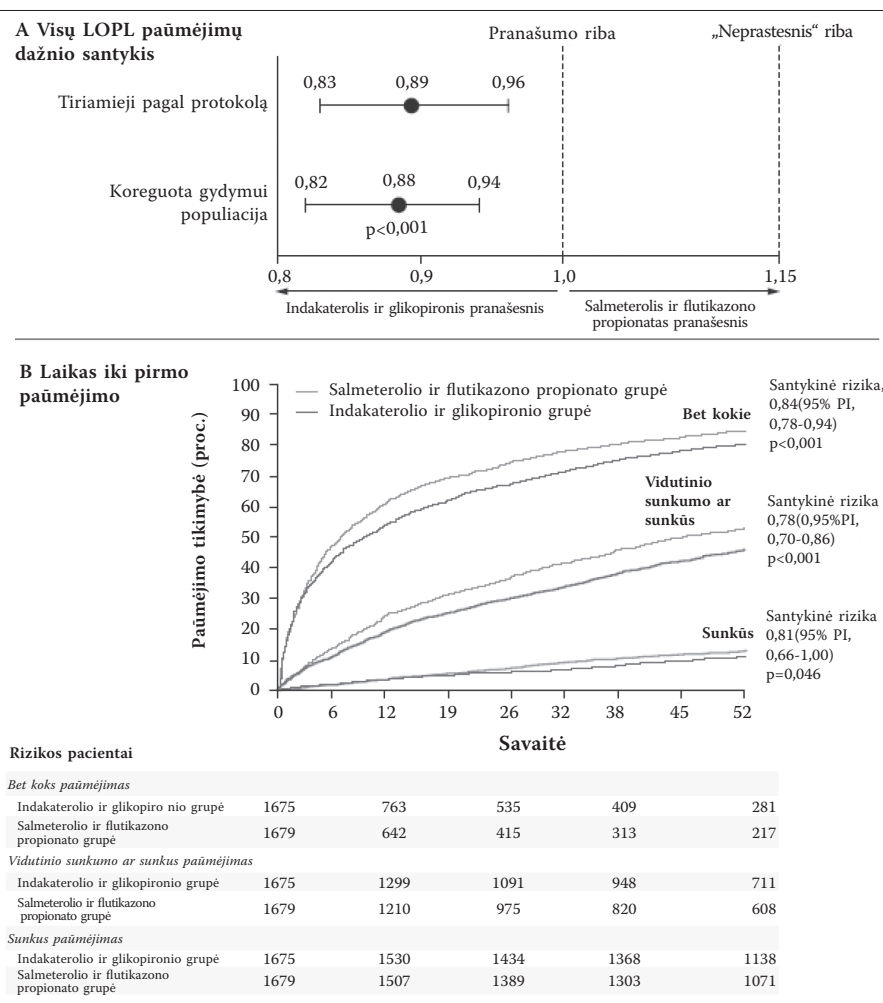 A Visų LOPL paūmėjimų
dažnio santykis
Pranašumo riba
„Neprastesnis“ riba
Tiriamieji pagal protokolą
0,83 0,89 0,96
Koreguota gydymui
populiacija
0,82 0,88 0,94
p<0,001
0,8 0,9 1,0 1,15
Indakaterolis ir glikopironis pranašesnis
Salmeterolis ir flutikazono
propionatas pranašesnis
B Laikas iki pirmo
paūmėjimo
Paūmėjimo tikimybė (proc.)
100
90
80
70
60
50
40
30
20
10
0
Salmeterolio ir flutikazono propionato grupė
Indakaterolio ir glikopironio grupė
Bet kokie
Santykinė rizika,
0,84(95% PI,
0,78-0,94)
p<0,001
Vidutinio
sunkumo ar
sunkūs
Santykinė rizika
0,78(0,95%PI,
0,70-0,86)
p<0,001
Sunkūs
Santykinė rizika
0,81(95% PI,
0,66-1,00)
p=0,046
0 6 12 19 26 32 38 45 52
Savaitė
Rizikos pacientai
Bet koks paūmėjimas
Indakaterolio ir glikopiro nio grupė 1675 763 535 409 281
Salmeterolio ir flutikazono
propionato grupė 1679 642 415 313 217
Vidutinio sunkumo ar sunkus paūmėjimas
Indakaterolio ir glikopironio grupė 1675 1299 1091 948 711
Salmeterolio ir flutikazono
propionato grupė 1679 1210 975 820 608
Sunkus paūmėjimas
Indakaterolio ir glikopironio grupė 1675 1530 1434 1368 1138
Salmeterolio ir flutikazono
propionato grupė 1679 1507 1389 1303 1071